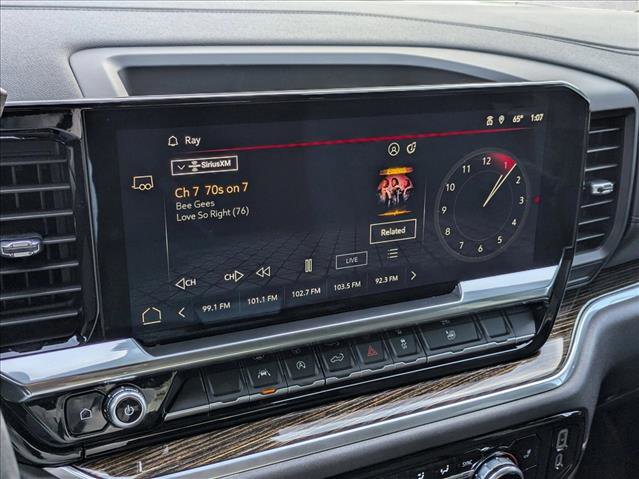 Ray
65° 1:07
SiriusXM
Ch 7 70s on 7
Bee Gees
Love So Right (76)
Related
LIVE
CH CH
99.1 FM 101.1 FM 102.7 FM 103.5 FM 92.3 FM
12 1 2 3 4 5 6 7 8 9 10 11
SYNC